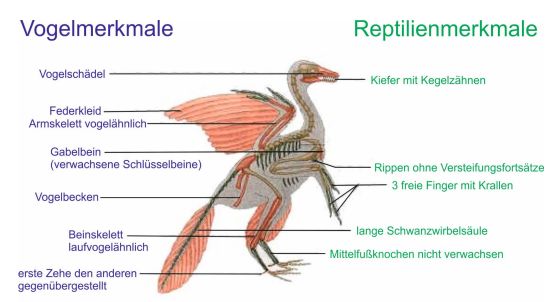 Vogelmerkmale
Reptilienmerkmale
Vogelschädel
Kiefer mit Kegelzähnen
Federkleid
Armskelett vogelähnlich
Gabelbein
(verwachsene Schlüsselbeine)
Rippen ohne Versteifungsfortsätze
3 freie Finger mit Krallen
Vogelbecken
Beinskelett
laufvogelähnlich
lange Schwanzwirbelsäule
Mittelfußknochen nicht verwachsen
erste Zehe den anderen
gegenübergestellt